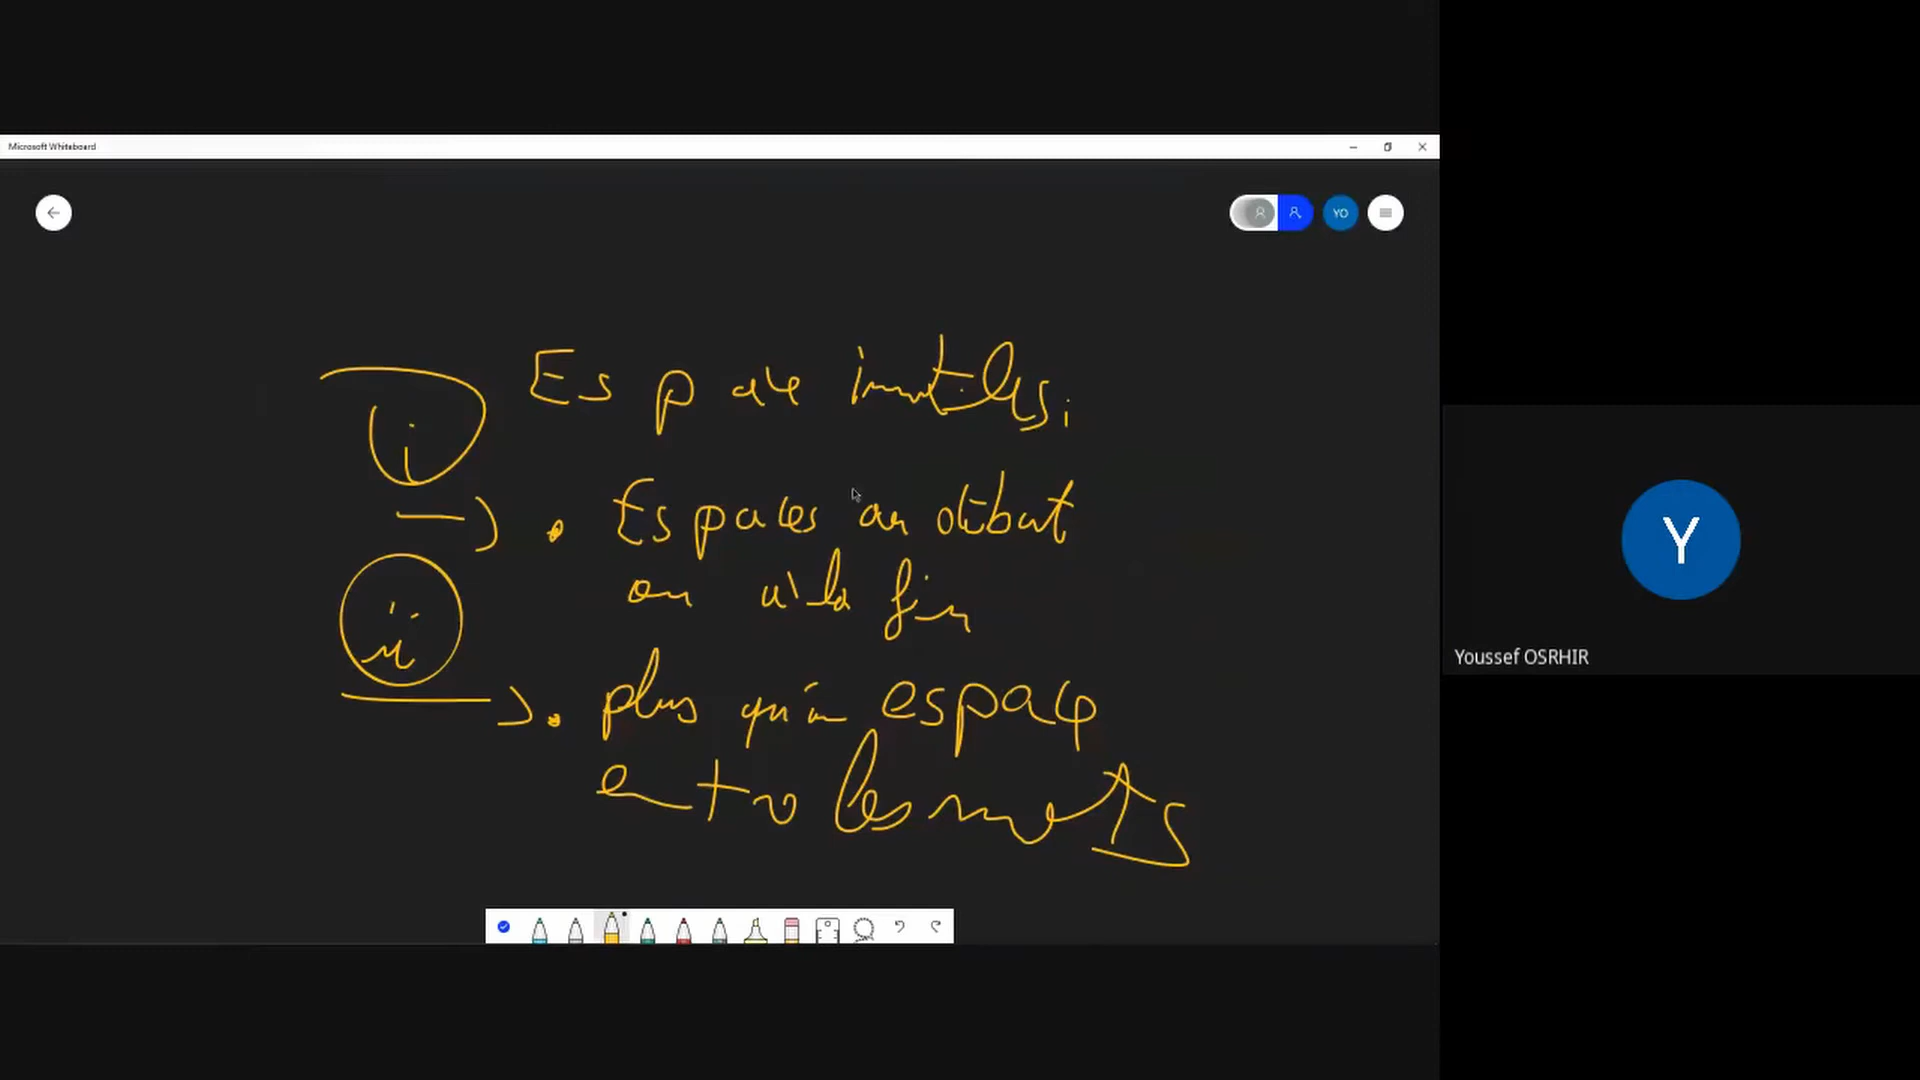 Microsoft Whiteboard
YO
Espace inutiles;
i
→ • Espaces au début
ou à la fin
ii
→ • plus qu'un espace
entre les mots
Y
Youssef OSRHIR